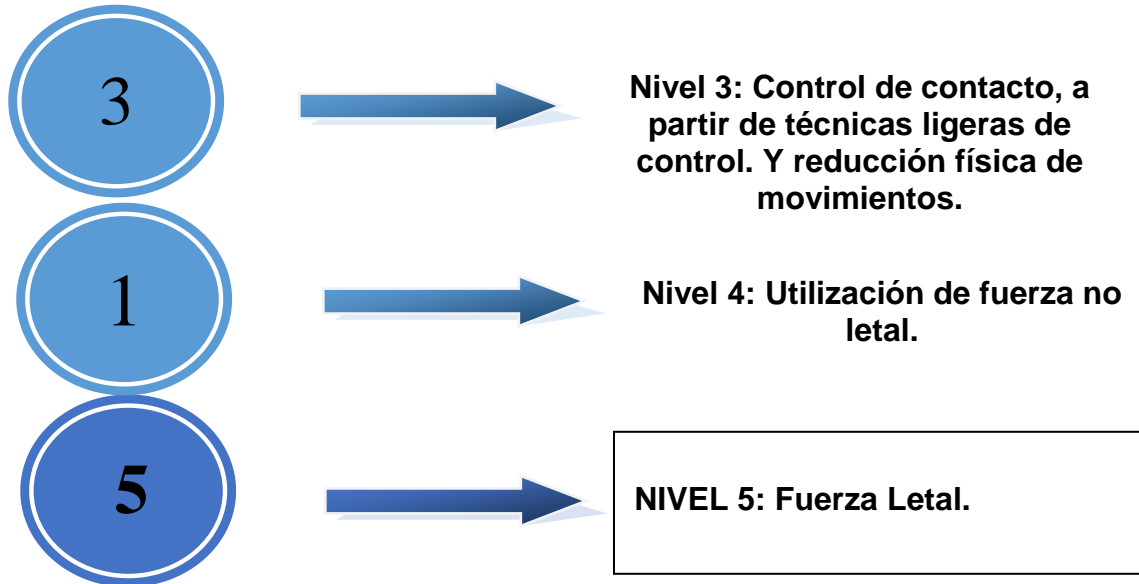 3
Nivel 3: Control de contacto, a
partir de técnicas ligeras de
control. Y reducción física de
movimientos.
1
Nivel 4: Utilización de fuerza no
letal.
5
NIVEL 5: Fuerza Letal.